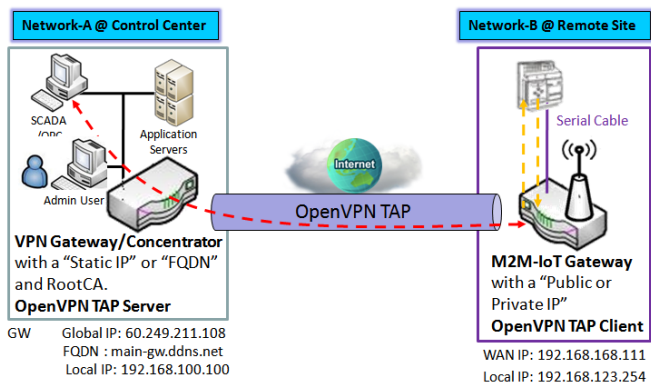 Network-A @ Control Center
Network-B @ Remote Site
SCADA
/OPC
Application
Servers
Admin User
Serial Cable
Internet
OpenVPN TAP
VPN Gateway/Concentrator
with a “Static IP” or “FQDN”
and RootCA.
OpenVPN TAP Server
M2M-IoT Gateway
with a “Public or
Private IP”
OpenVPN TAP Client
GW Global IP: 60.249.211.108
FQDN : main-gw.ddns.net
Local IP: 192.168.100.100
WAN IP: 192.168.168.111
Local IP: 192.168.123.254